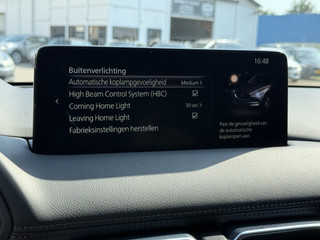 16:48
Buitenverlichting
Automatische koplampgevoeligheid Medium
High Beam Control System (HBC)
Coming Home Light 30 sec
Leaving Home Light
Fabrieksinstellingen herstellen
Past de gevoeligheid van
de automatische
koplampen aan.